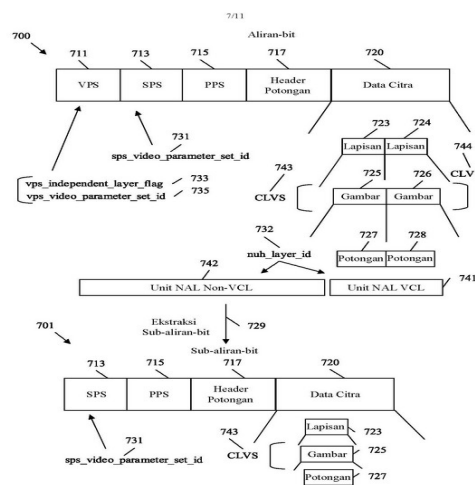 7/11
Aliran-bit
700
711 713 715 717 720
VPS SPS PPS Header Potongan Data Citra
731
sps_video_parameter_set_id
723 724
744
Lapisan Lapisan
743
CLVS
CLV
vps_independent_layer_flag 733
vps_video_parameter_set_id 735
725 726
Gambar Gambar
732
nuh_layer_id
727 728
Potongan Potongan
742
Unit NAL Non-VCL
Unit NAL VCL
741
Ekstraksi
Sub-aliran-bit
729
701
Sub-aliran-bit
713 715 717 720
SPS PPS Header Potongan Data Citra
731
sps_video_parameter_set_id
743
CLVS
Lapisan 723
Gambar 725
Potongan 727